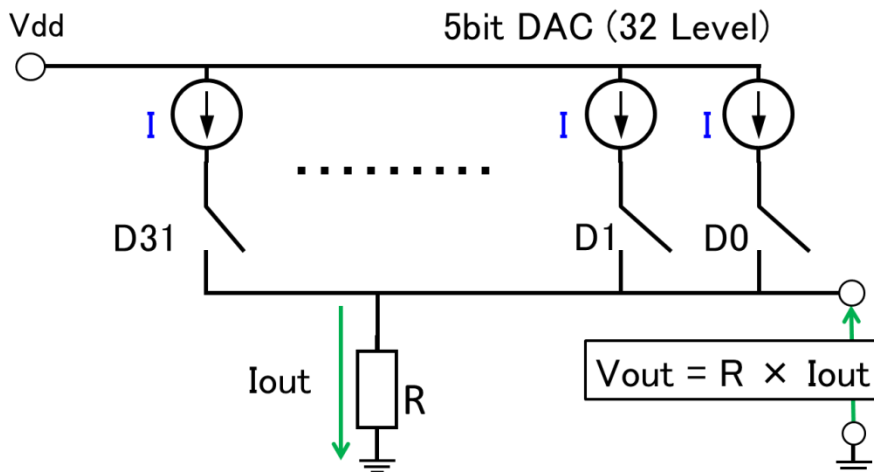 Vdd
5bit DAC (32 Level)
I
I
I
D31
D1
D0
Iout
R
Vout = R × Iout